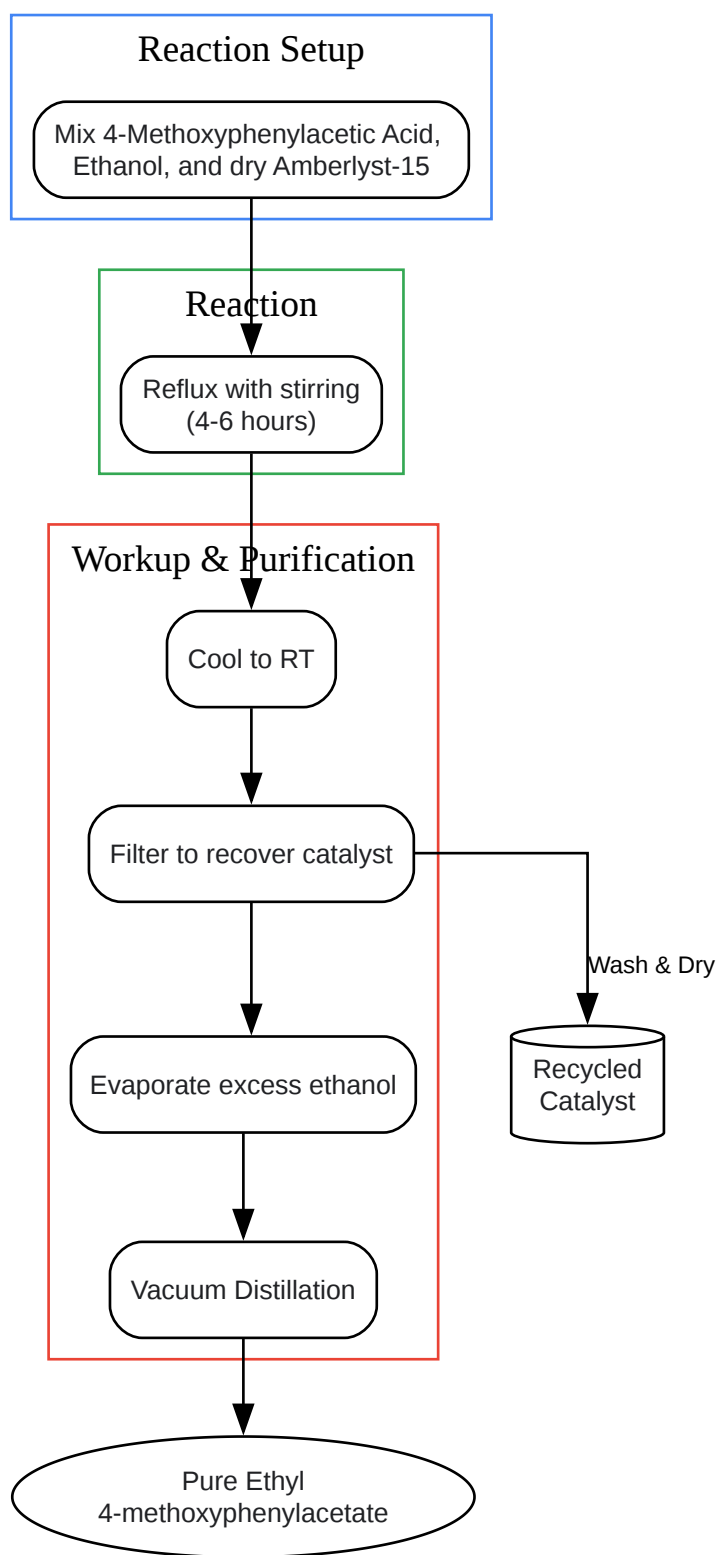 Reaction Setup
Mix 4-Methoxyphenylacetic Acid,
Ethanol, and dry Amberlyst-15
Reaction
Reflux with stirring
(4-6 hours)
Workup & Purification
Cool to RT
Filter to recover catalyst
Wash & Dry
Recycled
Catalyst
Evaporate excess ethanol
Vacuum Distillation
Pure Ethyl
4-methoxyphenylacetate